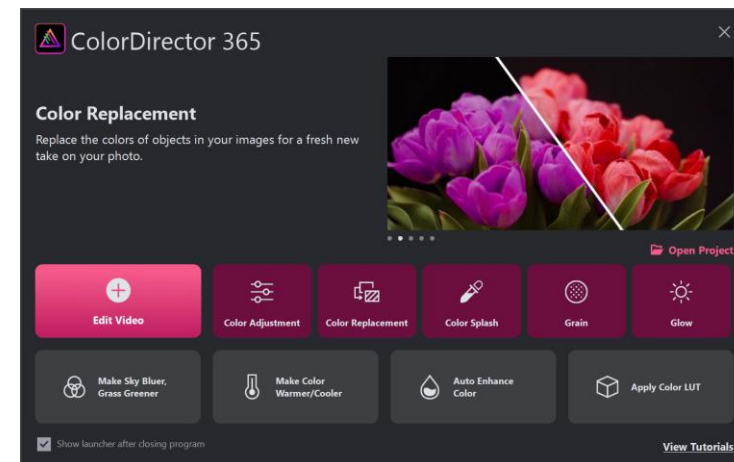 ColorDirector 365
Color Replacement
Replace the colors of objects in your images for a fresh new
take on your photo.
Open Project
Edit Video
Color Adjustment
Color Replacement
Color Splash
Grain
Glow
Make Sky Bluer,
Grass Greener
Make Color
Warmer/Cooler
Auto Enhance
Color
Apply Color LUT
Show launcher after closing program
View Tutorials